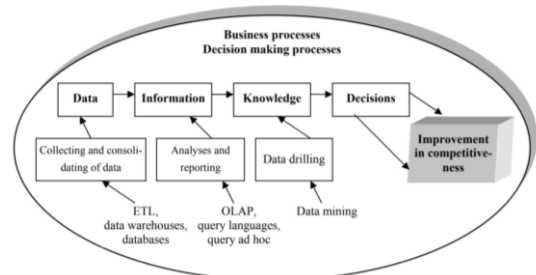 Business processes
Decision making processes
Data
Information
Knowledge
Decisions
Improvement
in competitive-
ness
Collecting and consoli-
dating of data
Analyses and
reporting
Data drilling
ETL,
data warehouses,
databases
OLAP,
query languages,
query ad hoc
Data mining